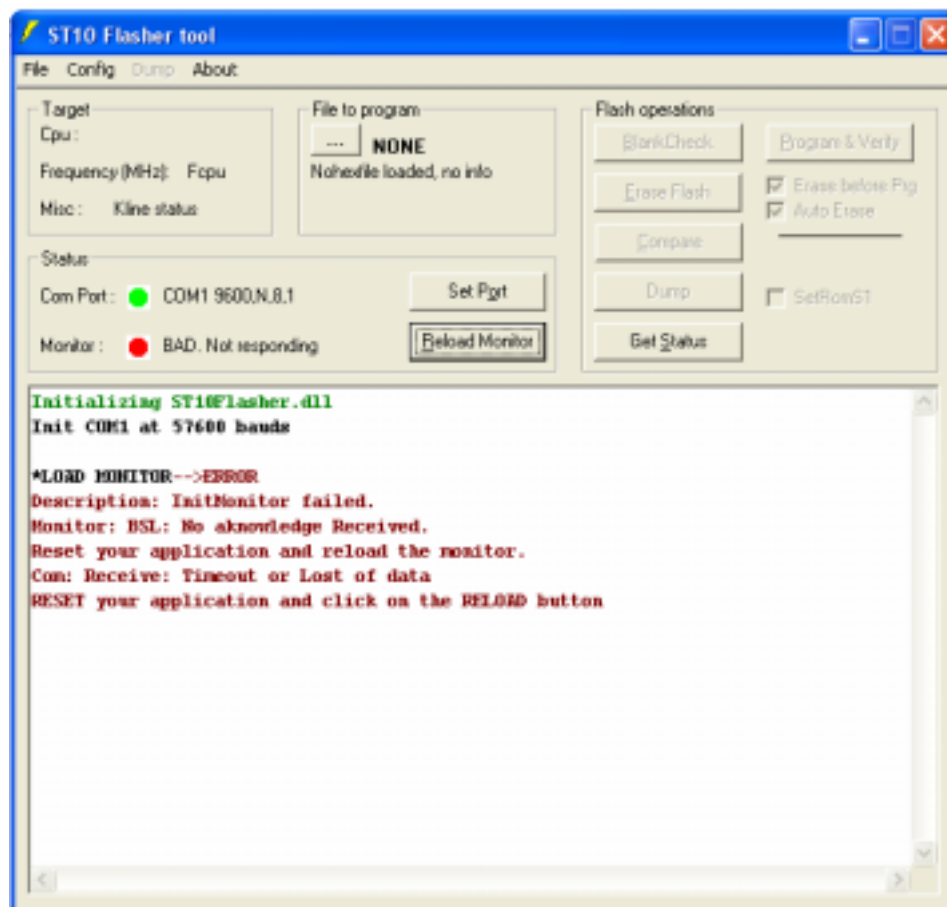 ST10 Flasher tool
File Config Dump About
Target
Cpu :
Frequency (MHz): Fcpu
Misc : Kline status
File to program
... NONE
No hexfile loaded, no info
Flash operations
BlankCheck
Program & Verify
Erase Flash
Erase before Prg
Auto Erase
Compare
Dump
SetRomS1
Get Status
Status
Com Port : COM1 9600,N,8,1
Set Port
Monitor : BAD. Not responding
Reload Monitor
Initializing ST10Flasher.dll
Init COM1 at 57600 bauds
*LOAD MONITOR-->ERROR
Description: InitMonitor failed.
Monitor: BSL: No aknowledge Received.
Reset your application and reload the monitor.
Com: Receive: Timeout or Lost of data
RESET your application and click on the RELOAD button